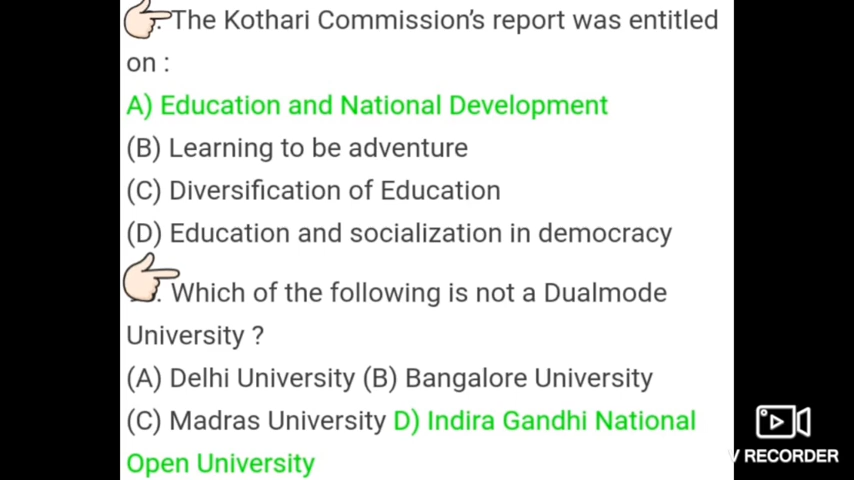 The Kothari Commission's report was entitled
on :
A) Education and National Development
(B) Learning to be adventure
(C) Diversification of Education
(D) Education and socialization in democracy
Which of the following is not a Dualmode
University ?
(A) Delhi University (B) Bangalore University
(C) Madras University D) Indira Gandhi National
Open University
V RECORDER